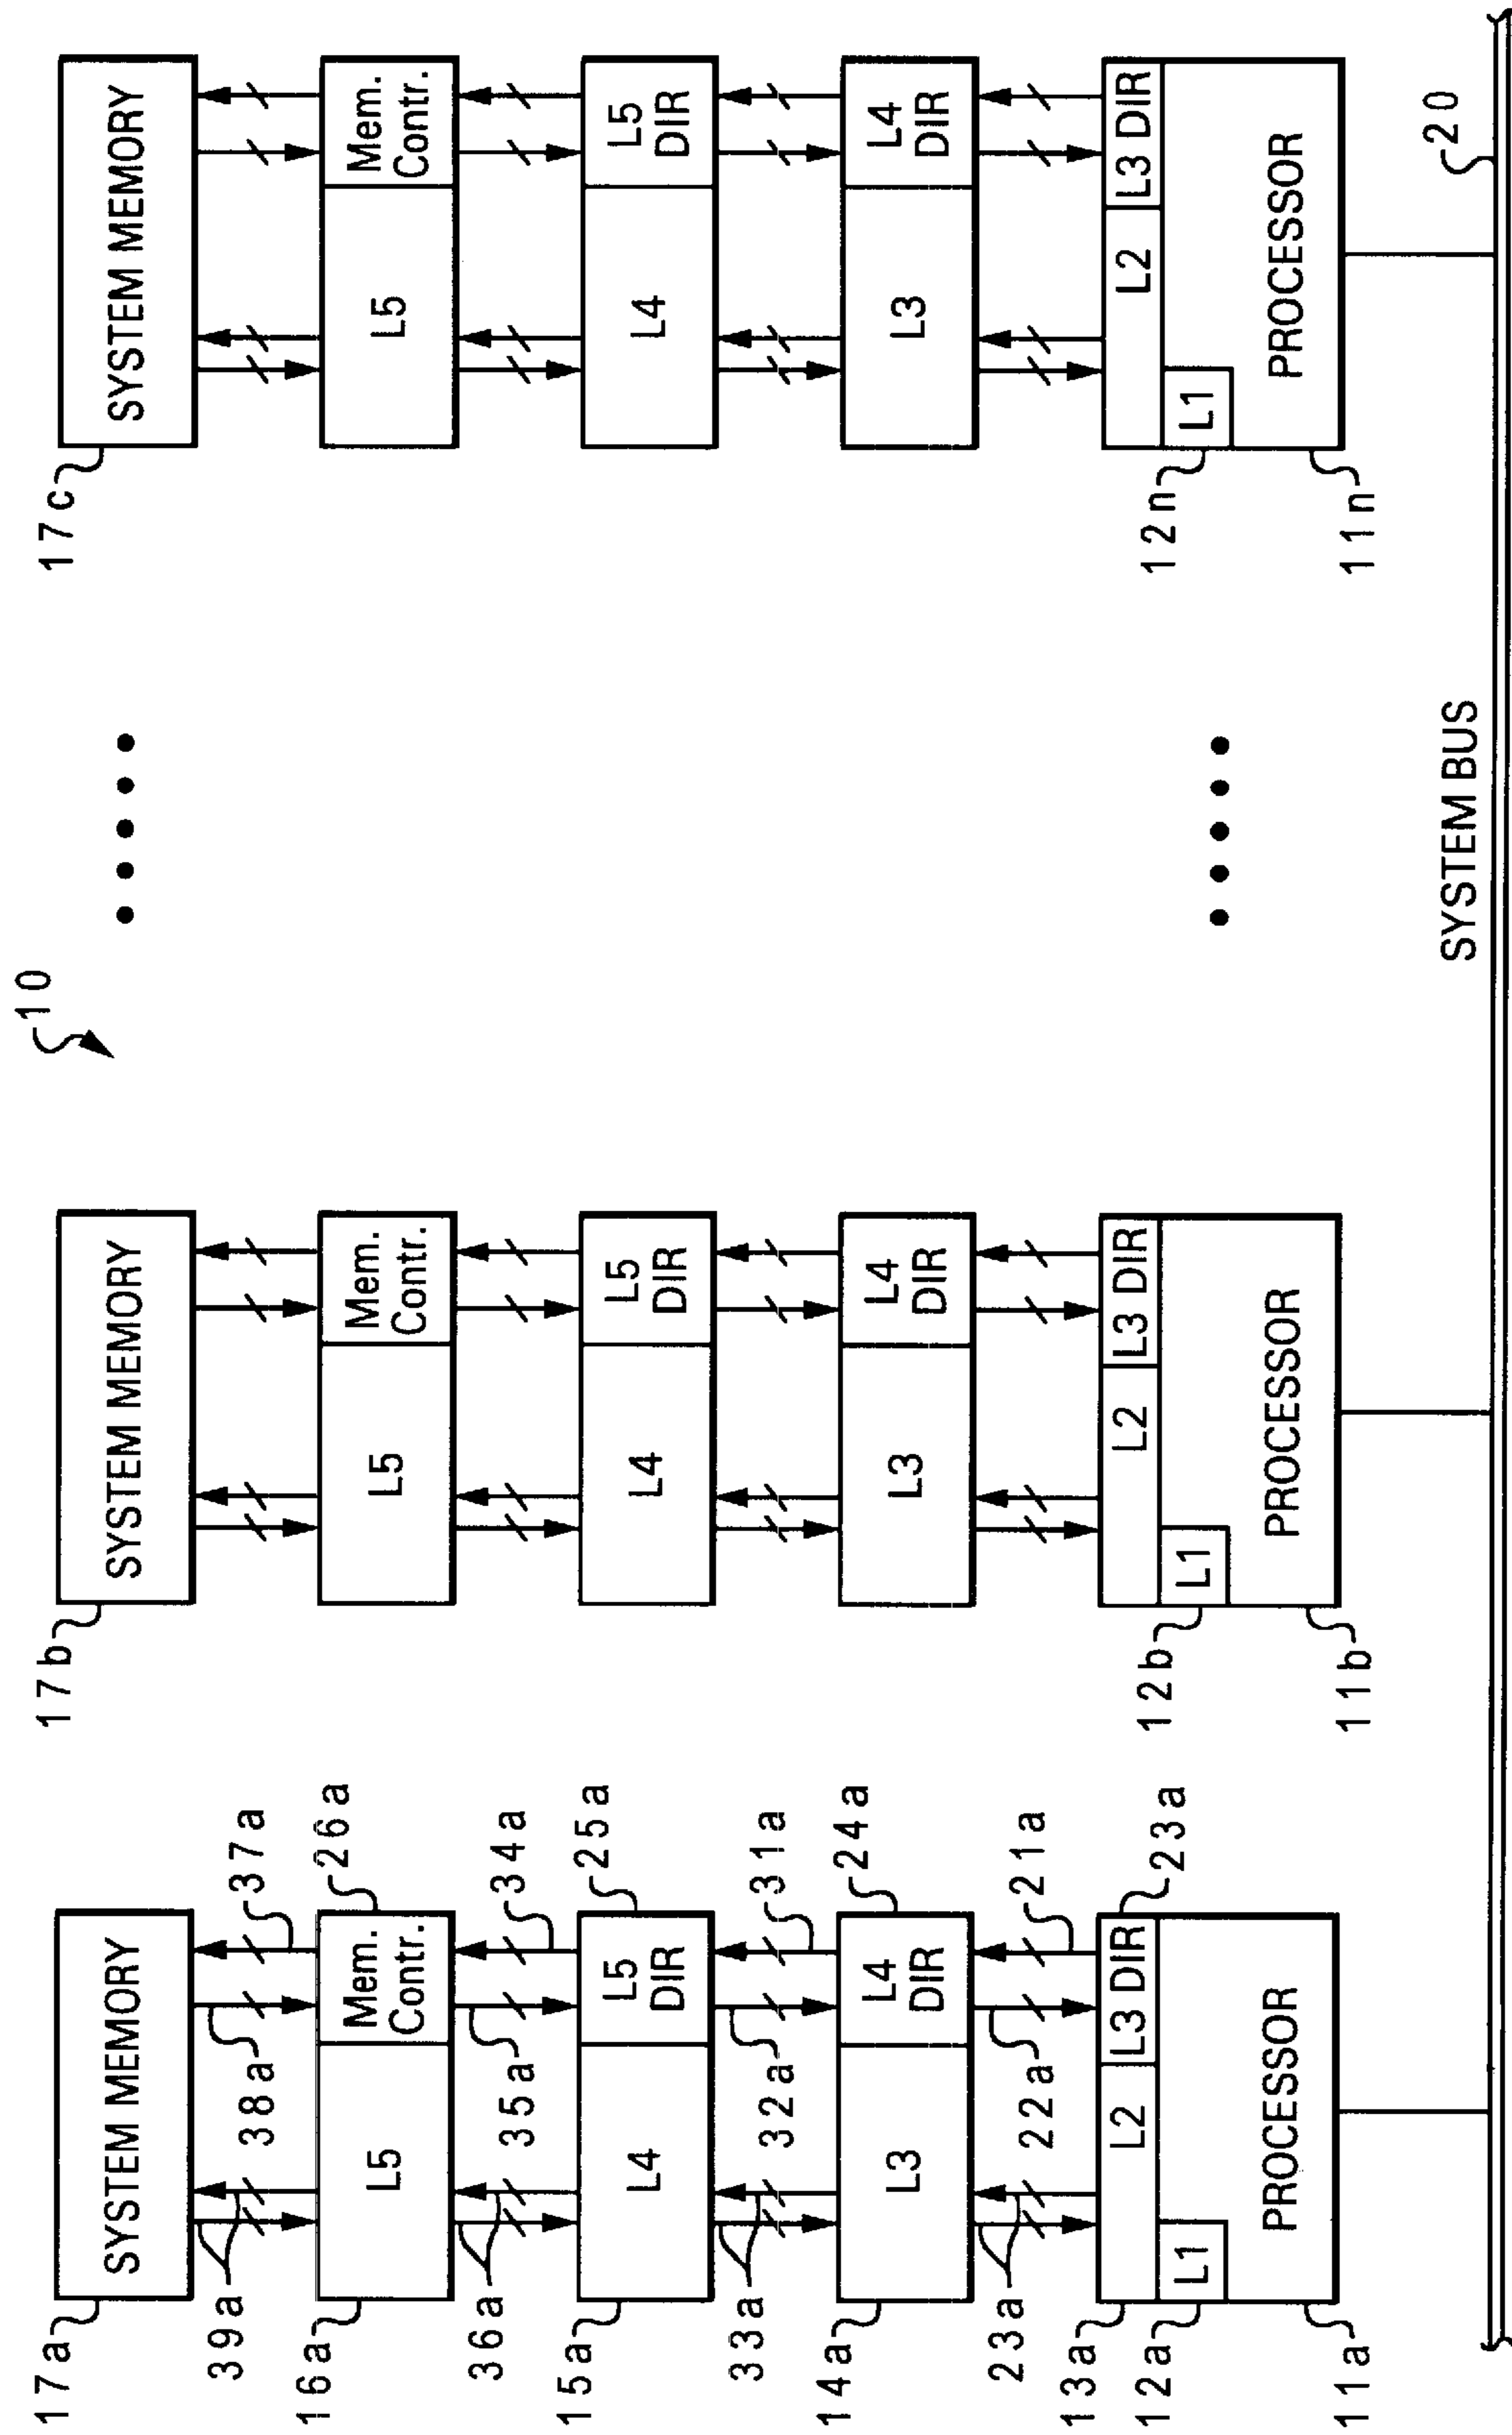 10
17a
SYSTEM MEMORY
39a
38a
37a
16a
L5
Mem.
Contr.
26a
36a
35a
34a
15a
L4
L5
DIR
25a
33a
32a
31a
14a
L3
L4
DIR
24a
23a
22a
21a
13a
L2
L3 DIR
23a
12a
L1
11a
PROCESSOR
17b
SYSTEM MEMORY
L5
Mem.
Contr.
L4
L5
DIR
L3
L4
DIR
L2
L3 DIR
12b
L1
11b
PROCESSOR
17c
SYSTEM MEMORY
L5
Mem.
Contr.
L4
L5
DIR
L3
L4
DIR
L2
L3 DIR
12n
L1
11n
PROCESSOR
SYSTEM BUS
20